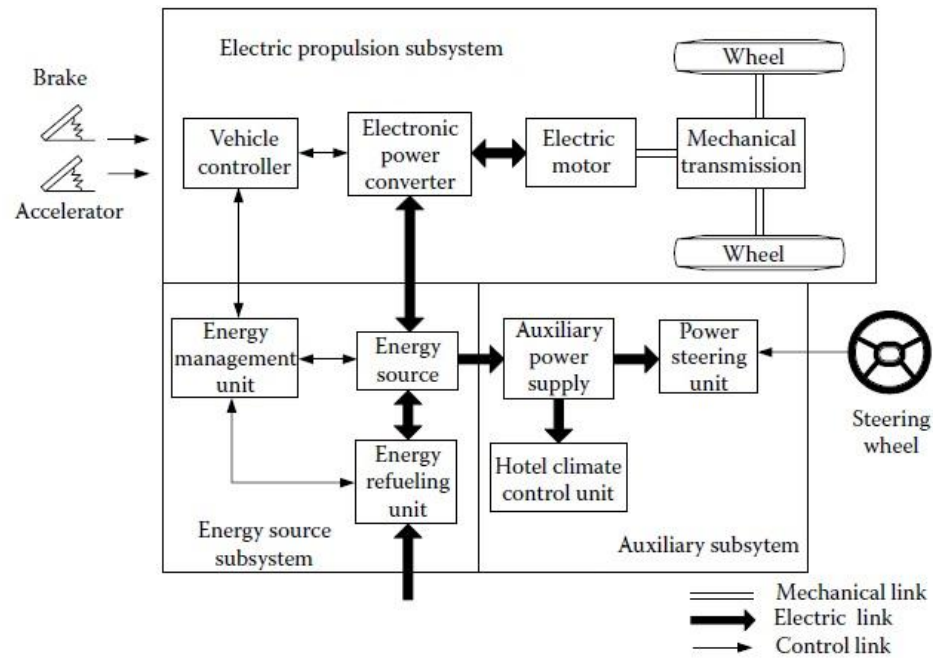 Electric propulsion subsystem
Brake
Accelerator
Vehicle
controller
Electronic
power
converter
Electric
motor
Mechanical
transmission
Wheel
Wheel
Energy
management
unit
Energy
source
Energy
refueling
unit
Energy source
subsystem
Auxiliary
power
supply
Power
steering
unit
Hotel climate
control unit
Auxiliary subsytem
Steering
wheel
Mechanical link
Electric link
Control link